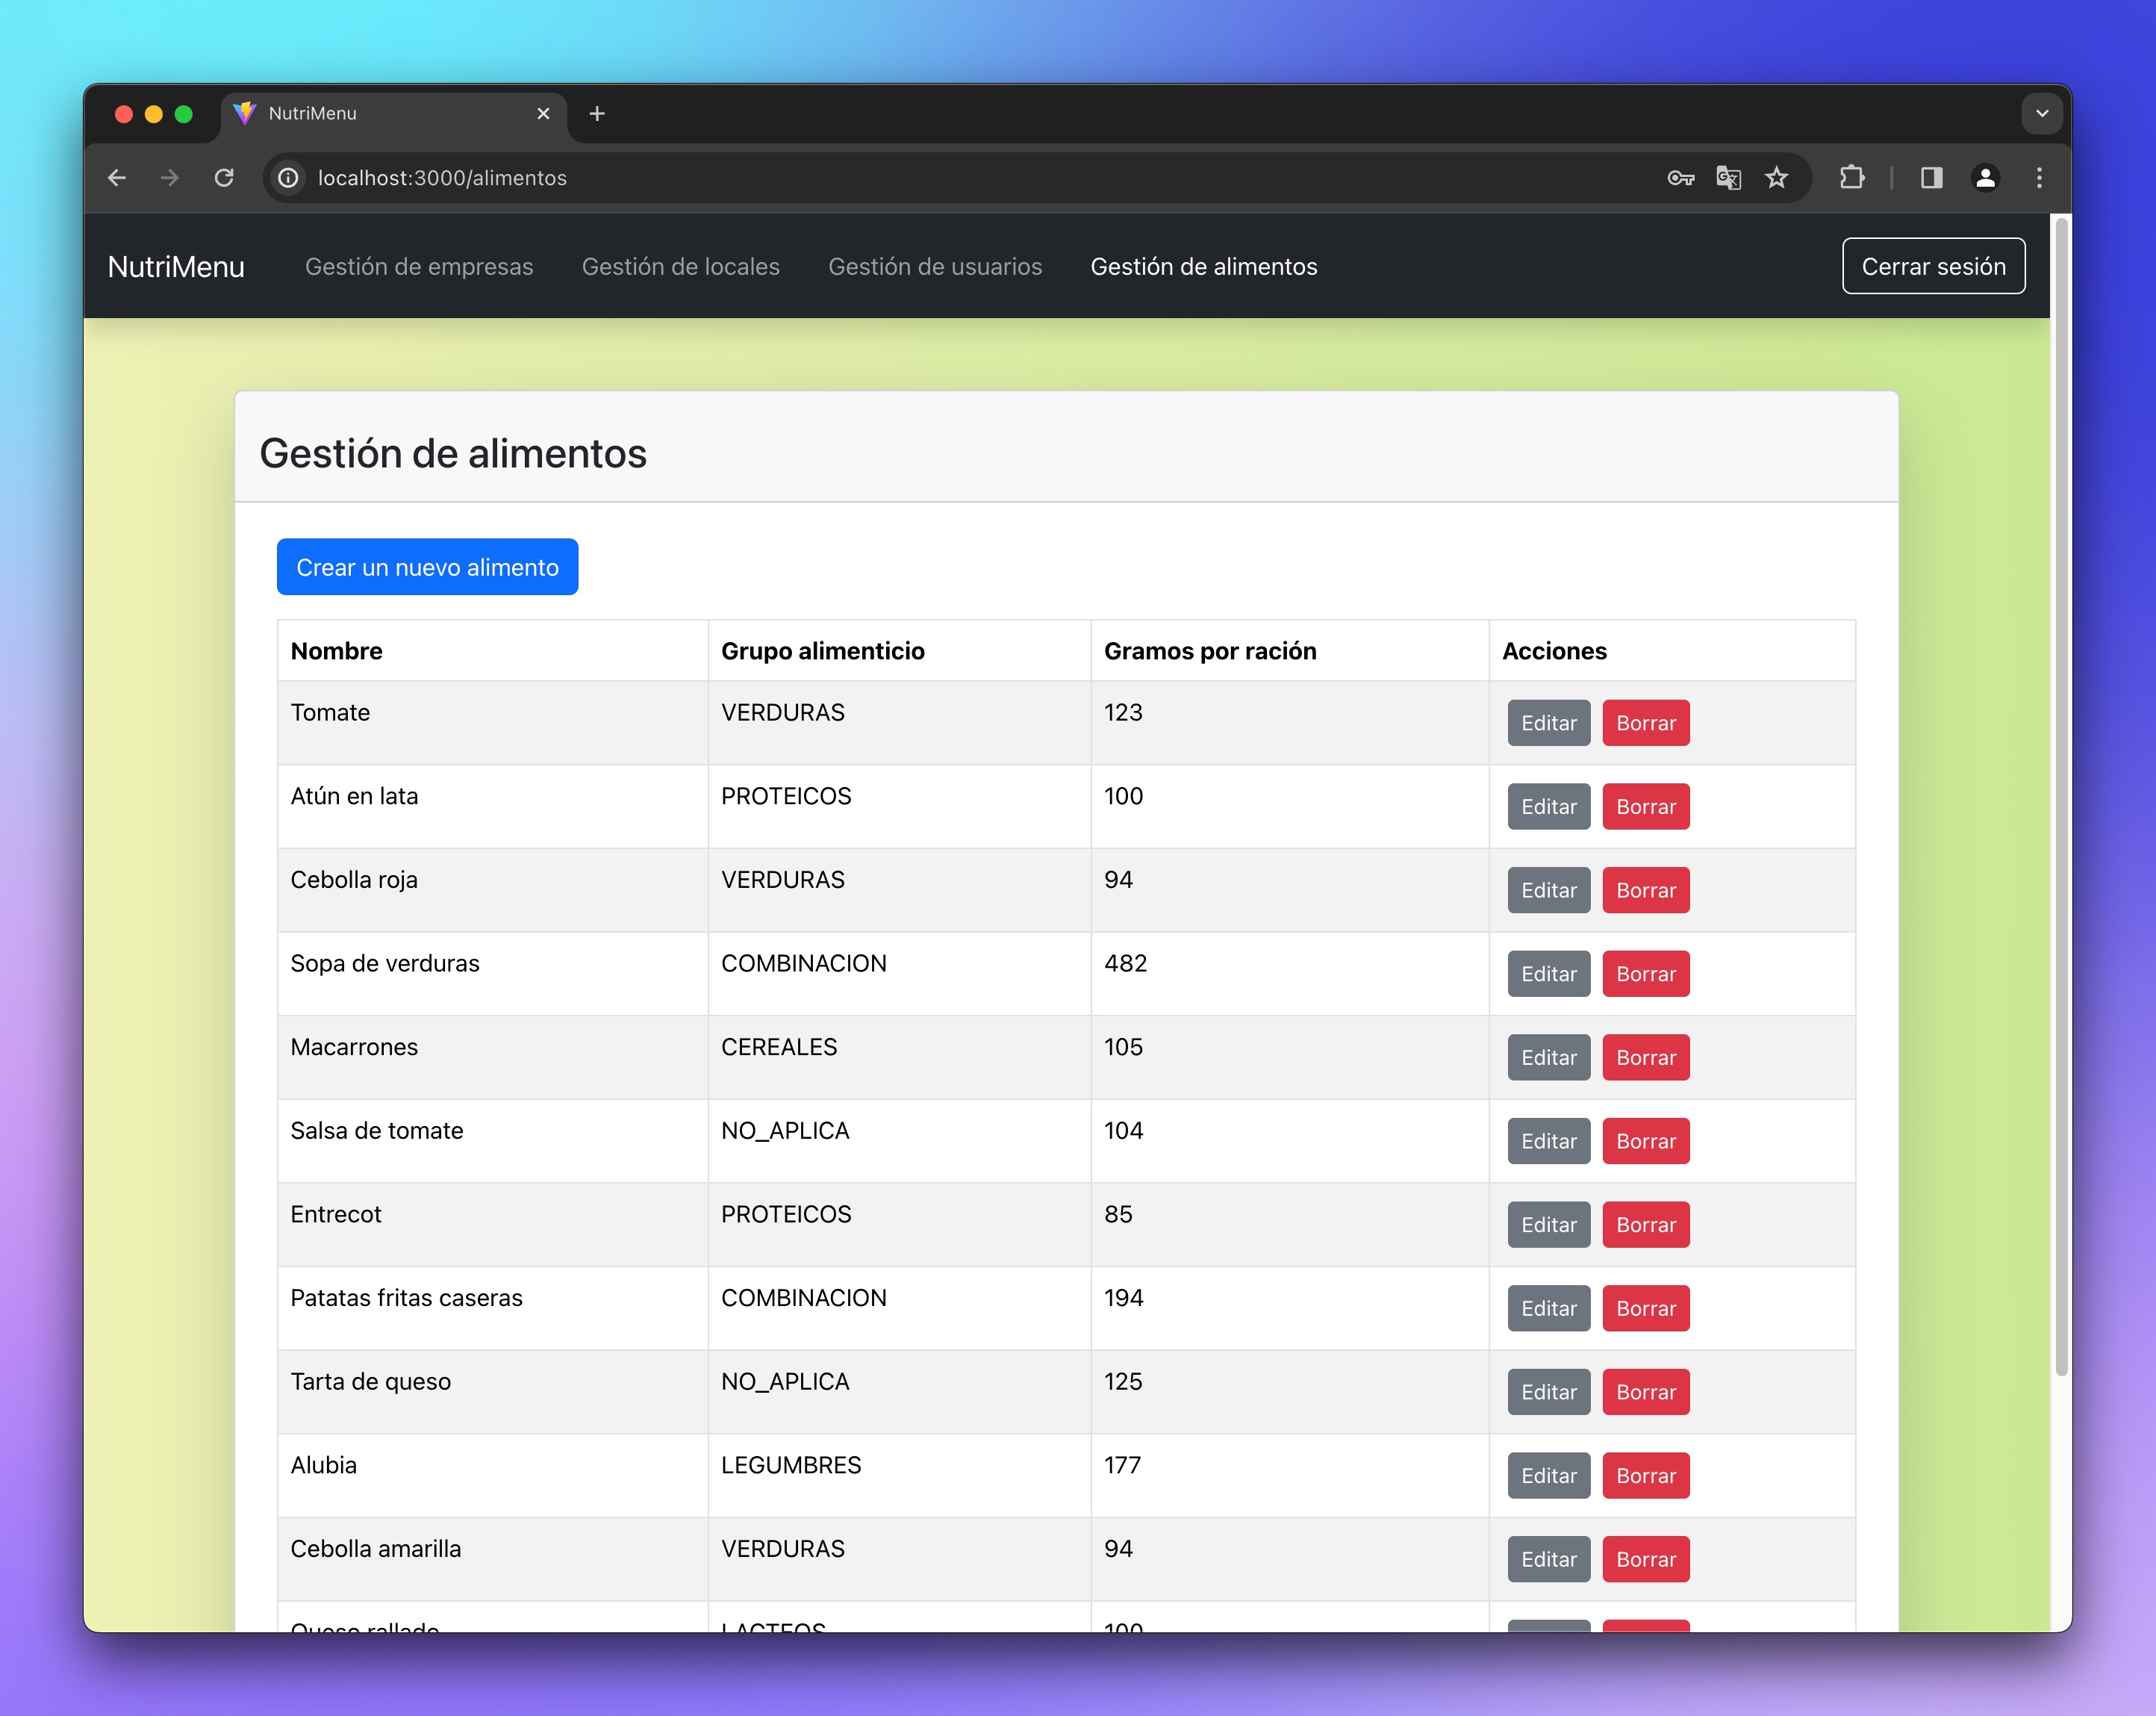 NutriMenu
localhost:3000/alimentos
NutriMenu Gestión de empresas Gestión de locales Gestión de usuarios Gestión de alimentos Cerrar sesión
Gestión de alimentos
Crear un nuevo alimento
Nombre Grupo alimenticio Gramos por ración Acciones
Tomate VERDURAS 123 Editar Borrar
Atún en lata PROTEICOS 100 Editar Borrar
Cebolla roja VERDURAS 94 Editar Borrar
Sopa de verduras COMBINACION 482 Editar Borrar
Macarrones CEREALES 105 Editar Borrar
Salsa de tomate NO_APLICA 104 Editar Borrar
Entrecot PROTEICOS 85 Editar Borrar
Patatas fritas caseras COMBINACION 194 Editar Borrar
Tarta de queso NO_APLICA 125 Editar Borrar
Alubia LEGUMBRES 177 Editar Borrar
Cebolla amarilla VERDURAS 94 Editar Borrar
Queso rallado LACTEOS 100